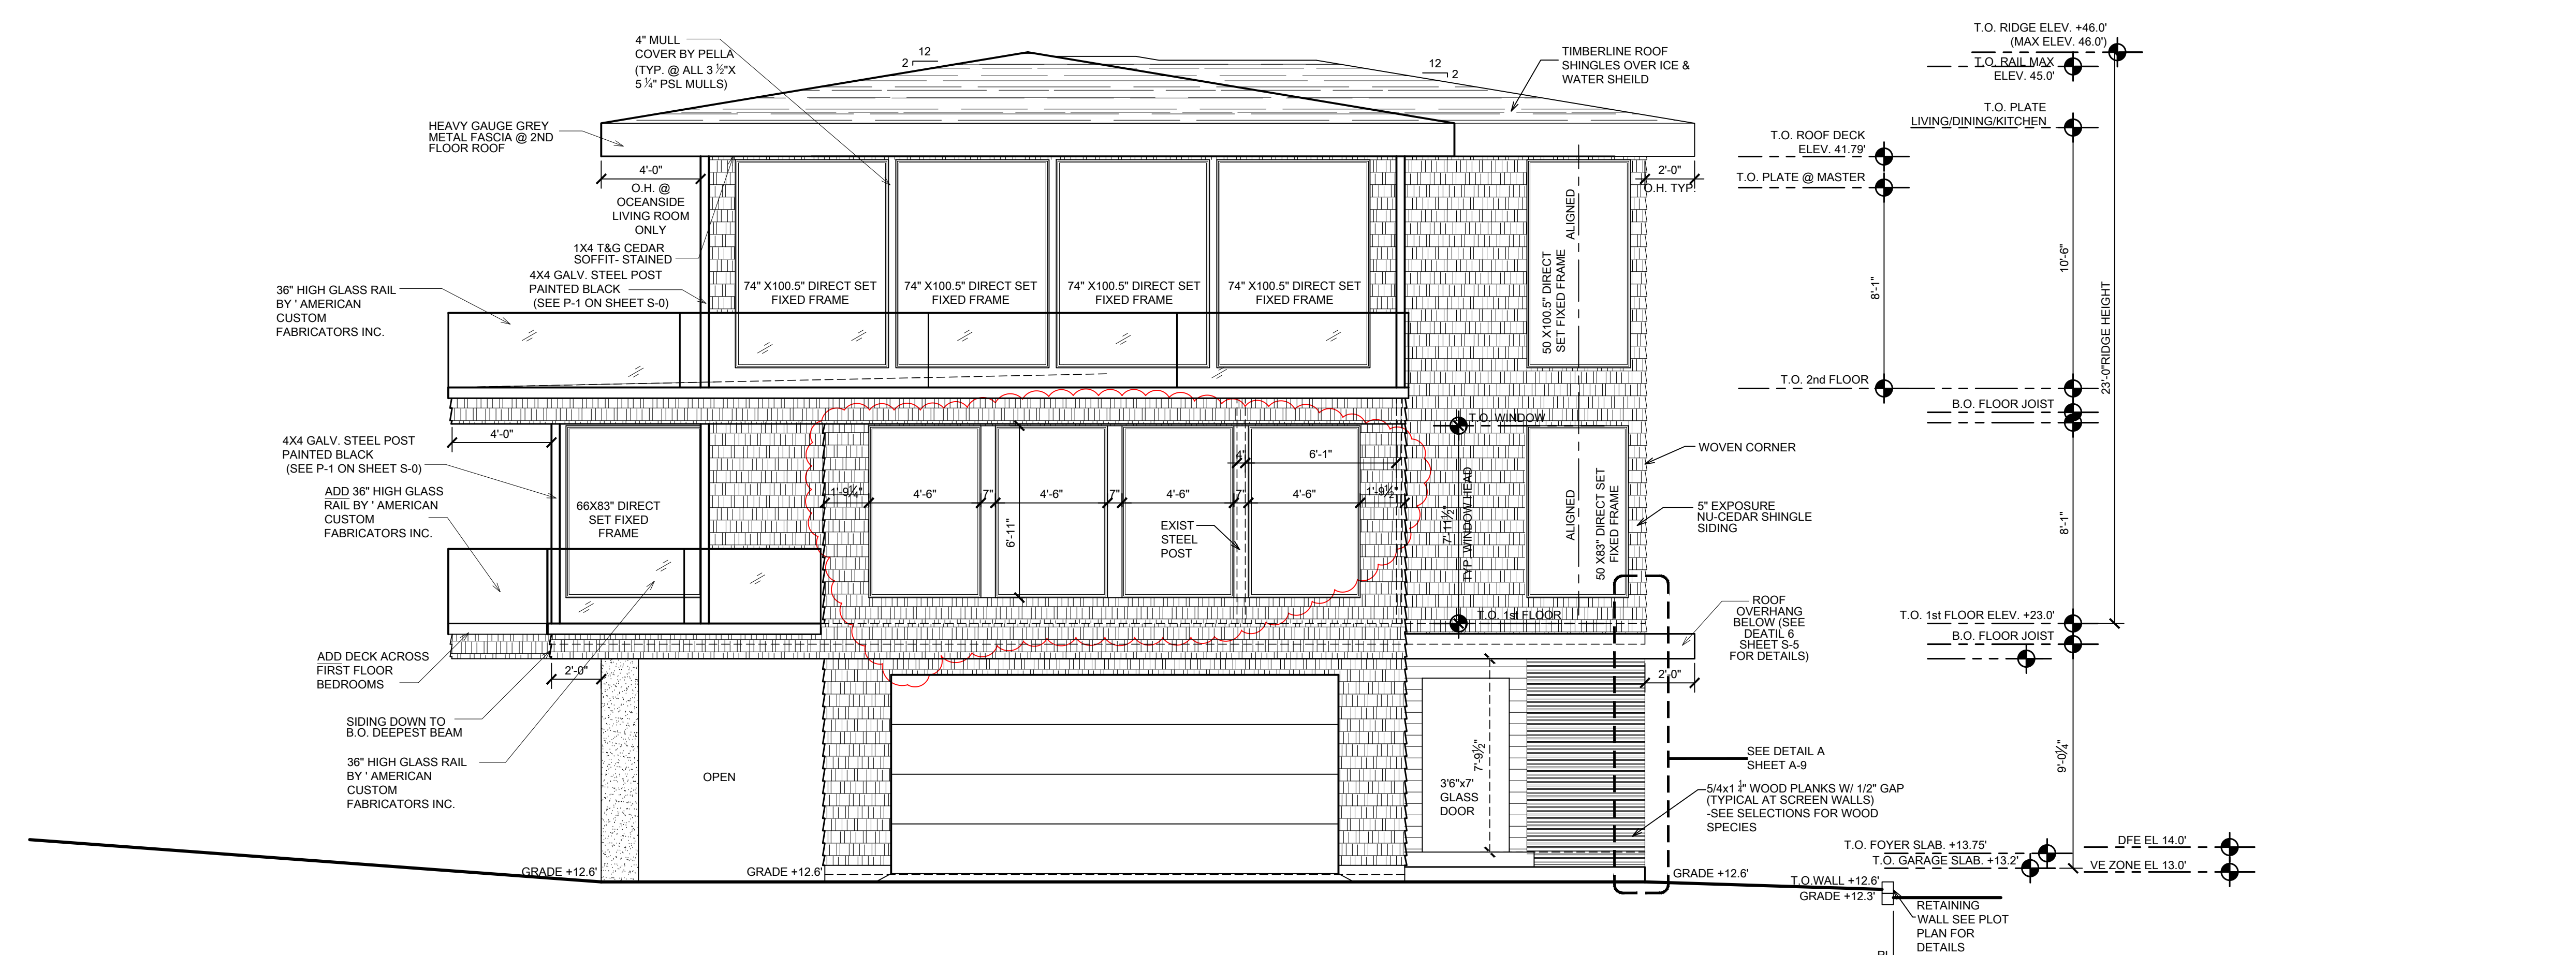 4" MULL
COVER BY PELLA
(TYP. @ ALL 3 ½"X
5 ¼" PSL MULLS)
12
2
12
2
TIMBERLINE ROOF
SHINGLES OVER ICE &
WATER SHEILD
T.O. RIDGE ELEV. +46.0'
(MAX ELEV. 46.0')
T.O. RAIL MAX
ELEV. 45.0'
T.O. PLATE
LIVING/DINING/KITCHEN
T.O. ROOF DECK
ELEV. 41.79'
T.O. PLATE @ MASTER
HEAVY GAUGE GREY
METAL FASCIA @ 2ND
FLOOR ROOF
4'-0"
O.H. @
OCEANSIDE
LIVING ROOM
ONLY
2'-0"
O.H. TYP.
1X4 T&G CEDAR
SOFFIT- STAINED
4X4 GALV. STEEL POST
PAINTED BLACK
(SEE P-1 ON SHEET S-0)
36" HIGH GLASS RAIL
BY ' AMERICAN
CUSTOM
FABRICATORS INC.
74" X100.5" DIRECT SET
FIXED FRAME
74" X100.5" DIRECT SET
FIXED FRAME
74" X100.5" DIRECT SET
FIXED FRAME
74" X100.5" DIRECT SET
FIXED FRAME
50 X100.5" DIRECT
SET FIXED FRAME
ALIGNED
8'-1"
10'-6"
23'-0"RIDGE HEIGHT
T.O. 2nd FLOOR
B.O. FLOOR JOIST
4'-0"
4X4 GALV. STEEL POST
PAINTED BLACK
(SEE P-1 ON SHEET S-0)
ADD 36" HIGH GLASS
RAIL BY ' AMERICAN
CUSTOM
FABRICATORS INC.
66X83" DIRECT
SET FIXED
FRAME
1'-9¼"
4'-6"
7"
4'-6"
7"
4'-6"
7"
4'-6"
1'-9½"
4"
6'-1"
6'-11"
EXIST
STEEL
POST
T.O. WINDOW
7'-11½"
TYP. WINDOW HEAD
T.O. 1st FLOOR
ALIGNED
50 X83" DIRECT SET
FIXED FRAME
WOVEN CORNER
5" EXPOSURE
NU-CEDAR SHINGLE
SIDING
8'-1"
ROOF
OVERHANG
BELOW (SEE
DEATIL 6
SHEET S-5
FOR DETAILS)
T.O. 1st FLOOR ELEV. +23.0'
B.O. FLOOR JOIST
ADD DECK ACROSS
FIRST FLOOR
BEDROOMS
2'-0"
2'-0"
SIDING DOWN TO
B.O. DEEPEST BEAM
36" HIGH GLASS RAIL
BY ' AMERICAN
CUSTOM
FABRICATORS INC.
OPEN
7'-9½"
3'6"x7'
GLASS
DOOR
SEE DETAIL A
SHEET A-9
5/4x1 ¼" WOOD PLANKS W/ 1/2" GAP
(TYPICAL AT SCREEN WALLS)
-SEE SELECTIONS FOR WOOD
SPECIES
9'-0¼"
T.O. FOYER SLAB. +13.75'
T.O. GARAGE SLAB. +13.2'
DFE EL 14.0'
VE ZONE EL 13.0'
GRADE +12.6'
GRADE +12.6'
GRADE +12.6'
T.O.WALL +12.6'
GRADE +12.3'
RETAINING
WALL SEE PLOT
PLAN FOR
DETAILS